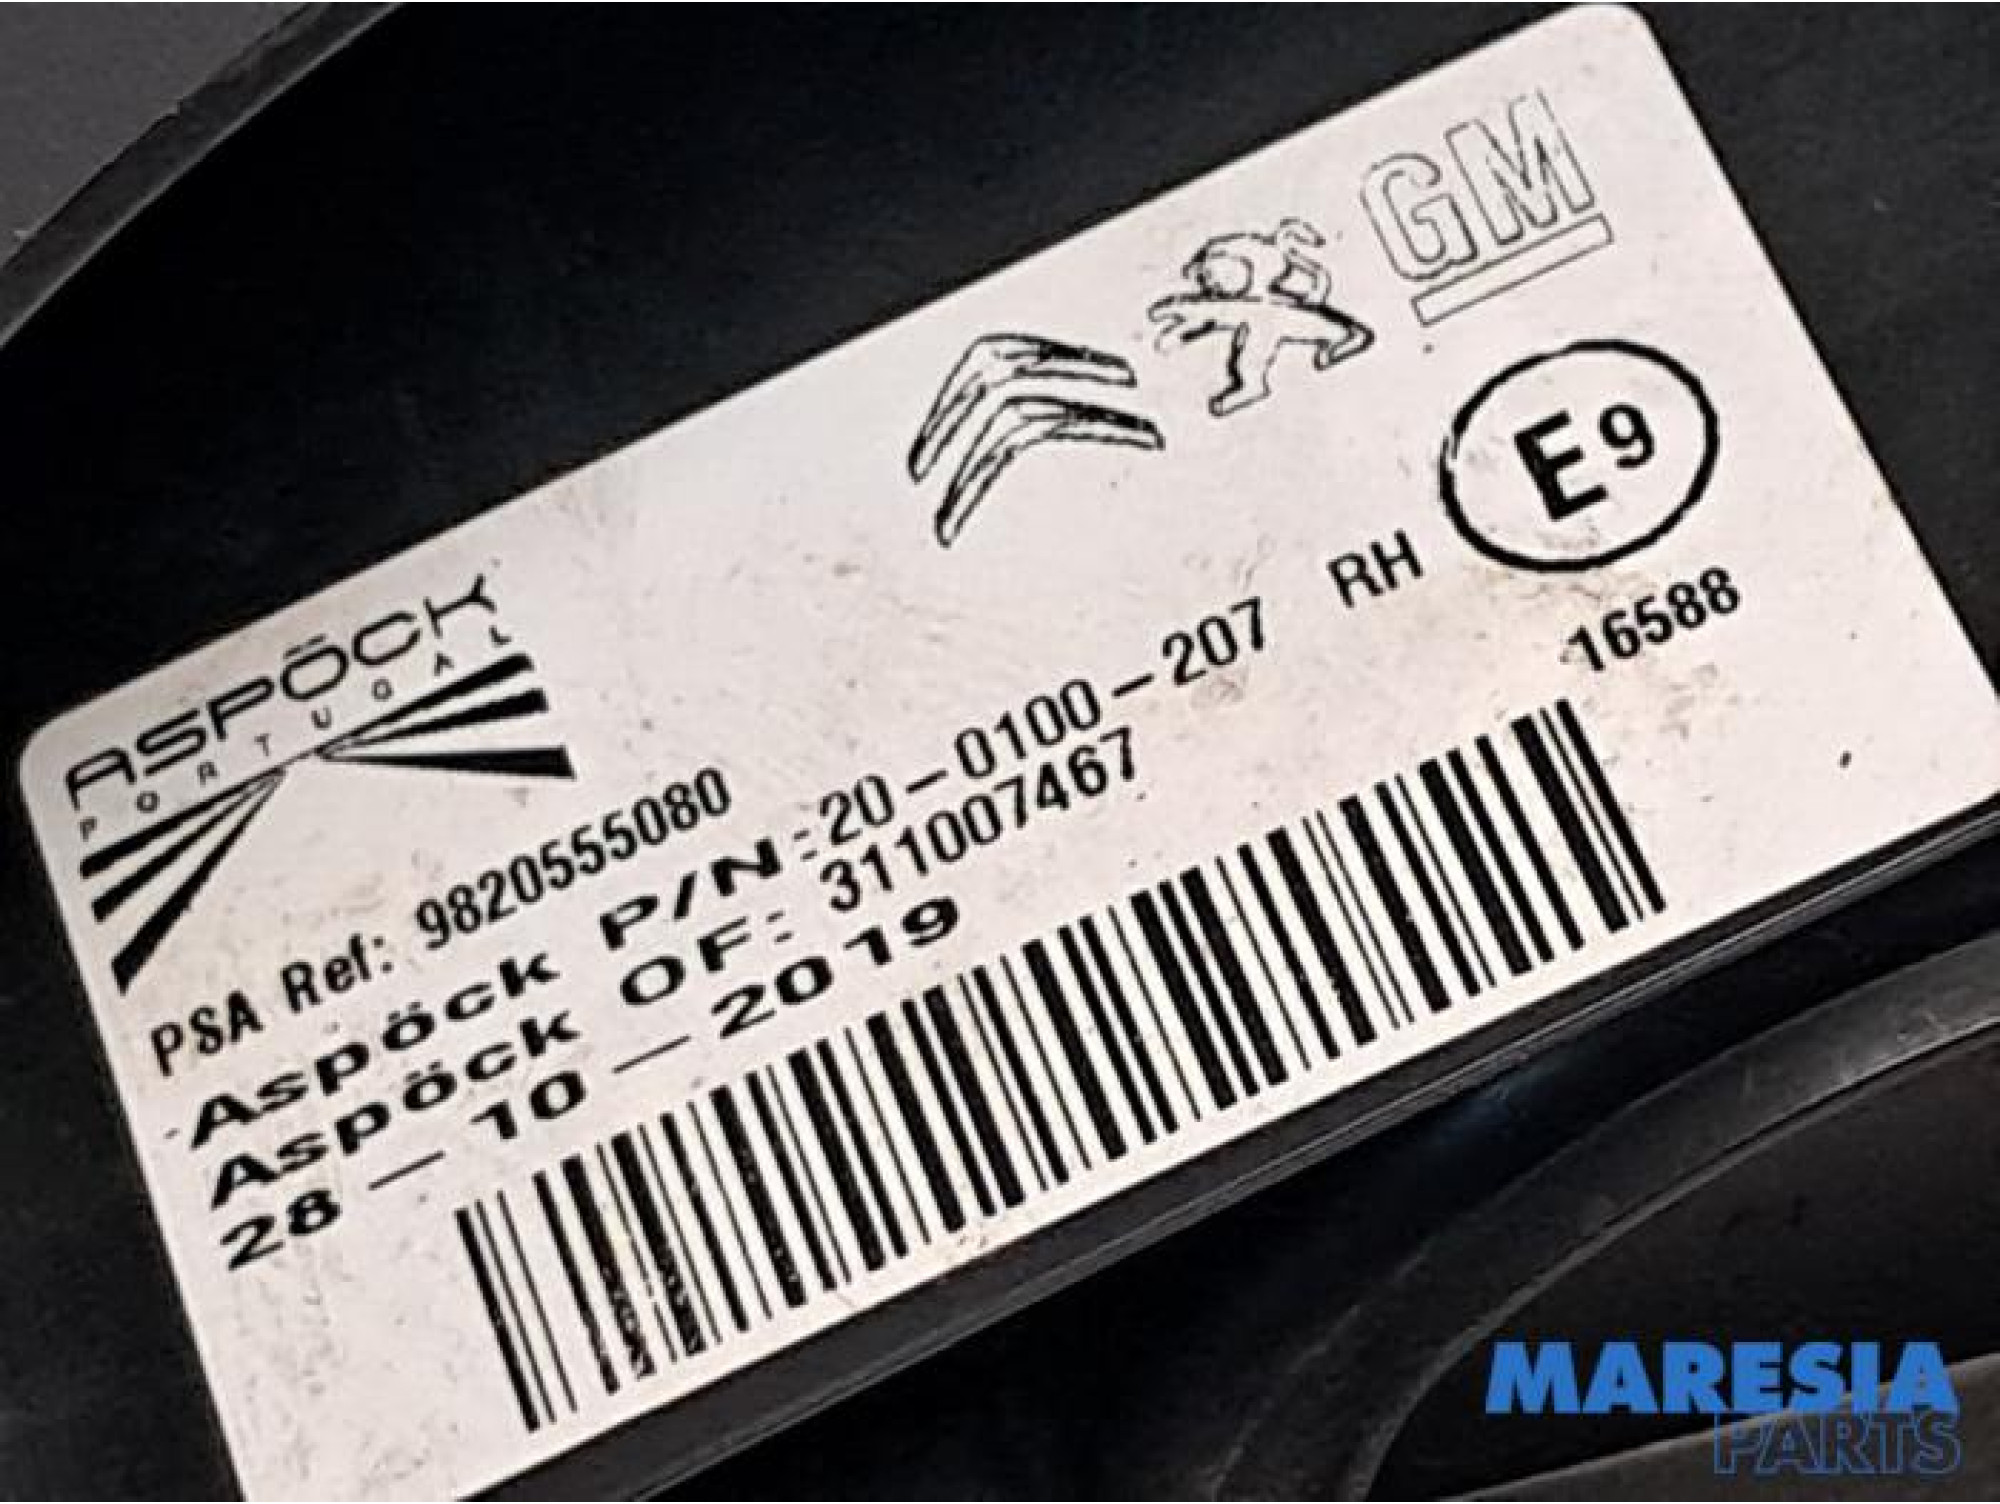 GM
E9
ASPÖCK
PORTUGAL
RH
16588
PSA Ref: 9820555080
Aspöck P/N:20-0100-207
Aspöck OF: 311007467
28-10-2019
MARESIA
PARTS